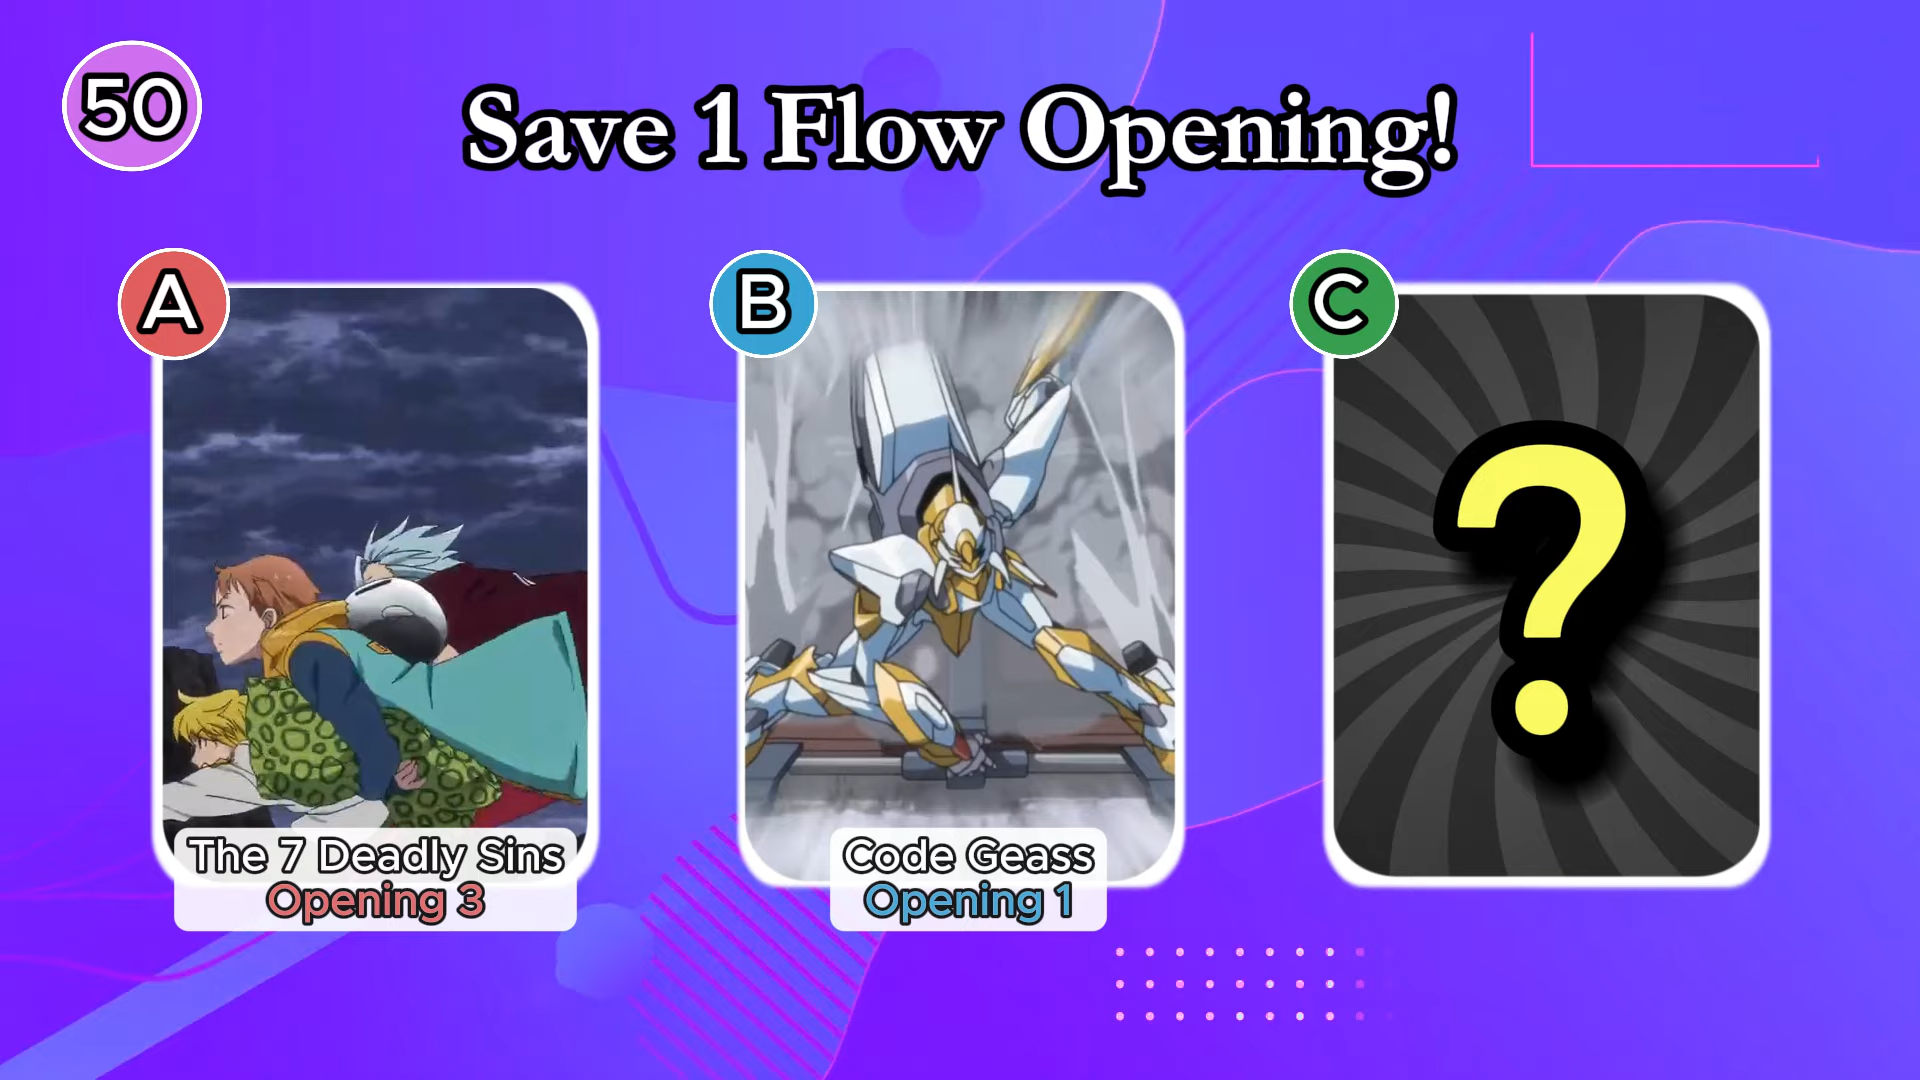 50
Save 1 Flow Opening!
A
B
C
?
The 7 Deadly Sins
Opening 3
Code Geass
Opening 1